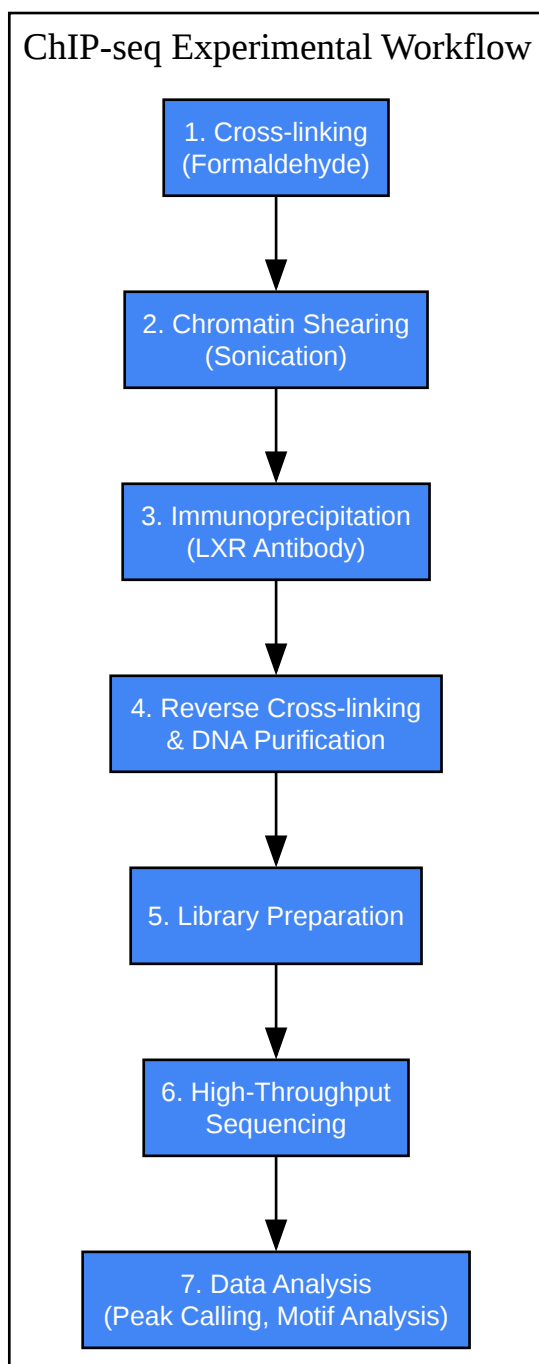 ChIP-seq Experimental Workflow
1. Cross-linking
(Formaldehyde)
2. Chromatin Shearing
(Sonication)
3. Immunoprecipitation
(LXR Antibody)
4. Reverse Cross-linking
& DNA Purification
5. Library Preparation
6. High-Throughput
Sequencing
7. Data Analysis
(Peak Calling, Motif Analysis)